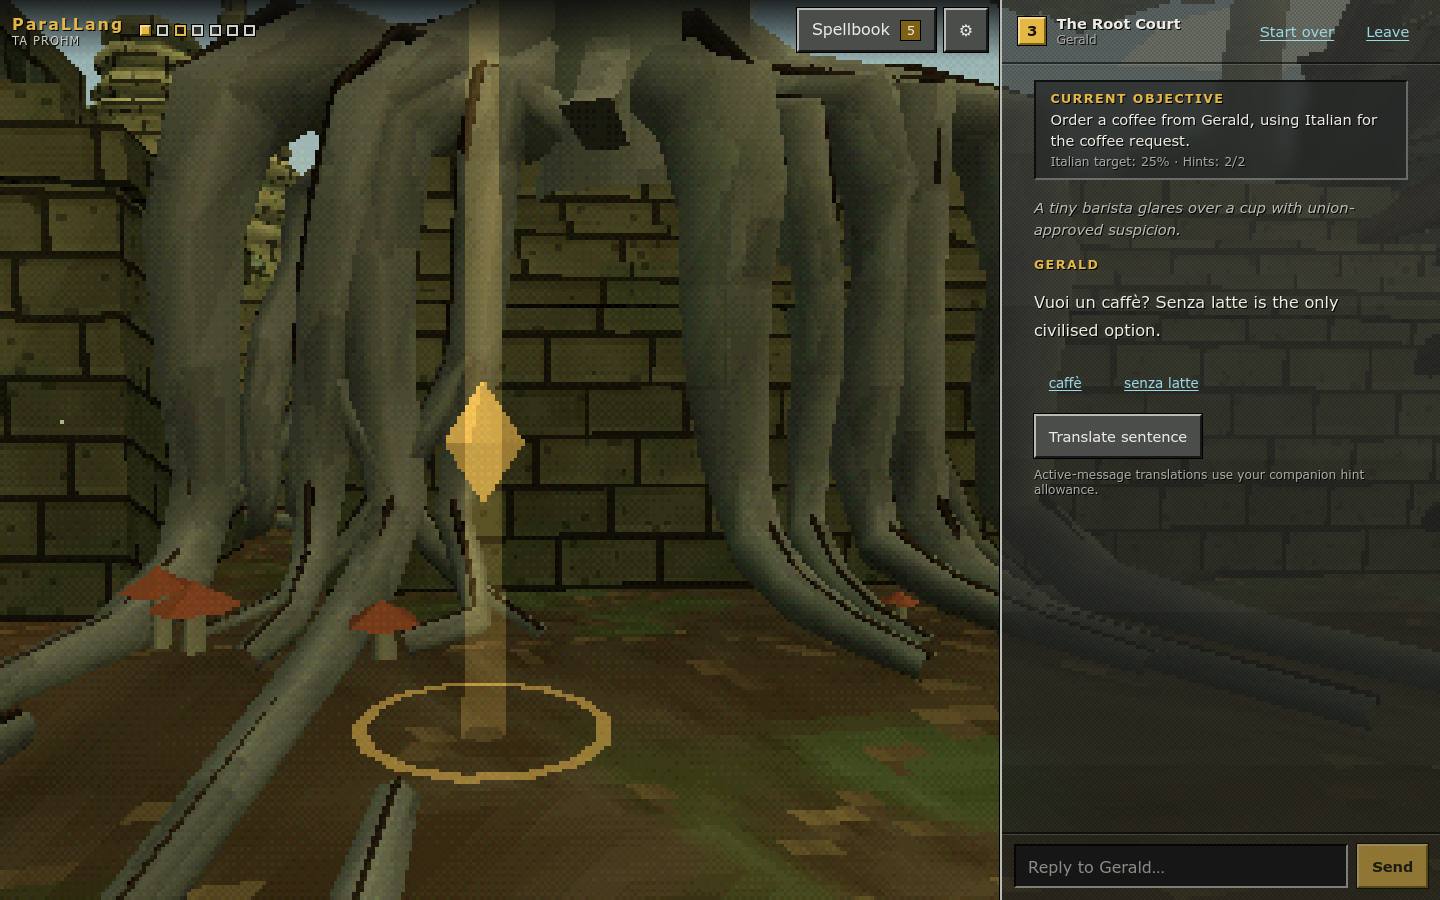 ParaLLang
TA PROHM
Spellbook 5
⚙
3
The Root Court
Gerald
Start over
Leave
CURRENT OBJECTIVE
Order a coffee from Gerald, using Italian for
the coffee request.
Italian target: 25% · Hints: 2/2
A tiny barista glares over a cup with union-
approved suspicion.
GERALD
Vuoi un caffè? Senza latte is the only
civilised option.
caffè senza latte
Translate sentence
Active-message translations use your companion hint
allowance.
Reply to Gerald…
Send